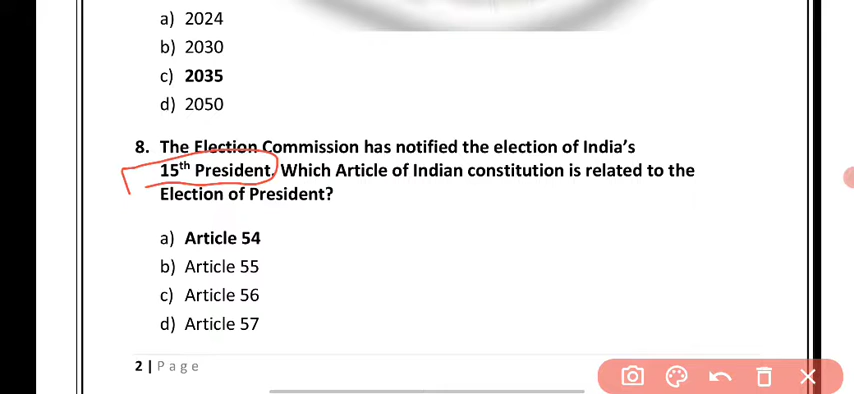 a) 2024
b) 2030
c) 2035
d) 2050
8. The Election Commission has notified the election of India’s
15th President. Which Article of Indian constitution is related to the
Election of President?
a) Article 54
b) Article 55
c) Article 56
d) Article 57
2 | P a g e